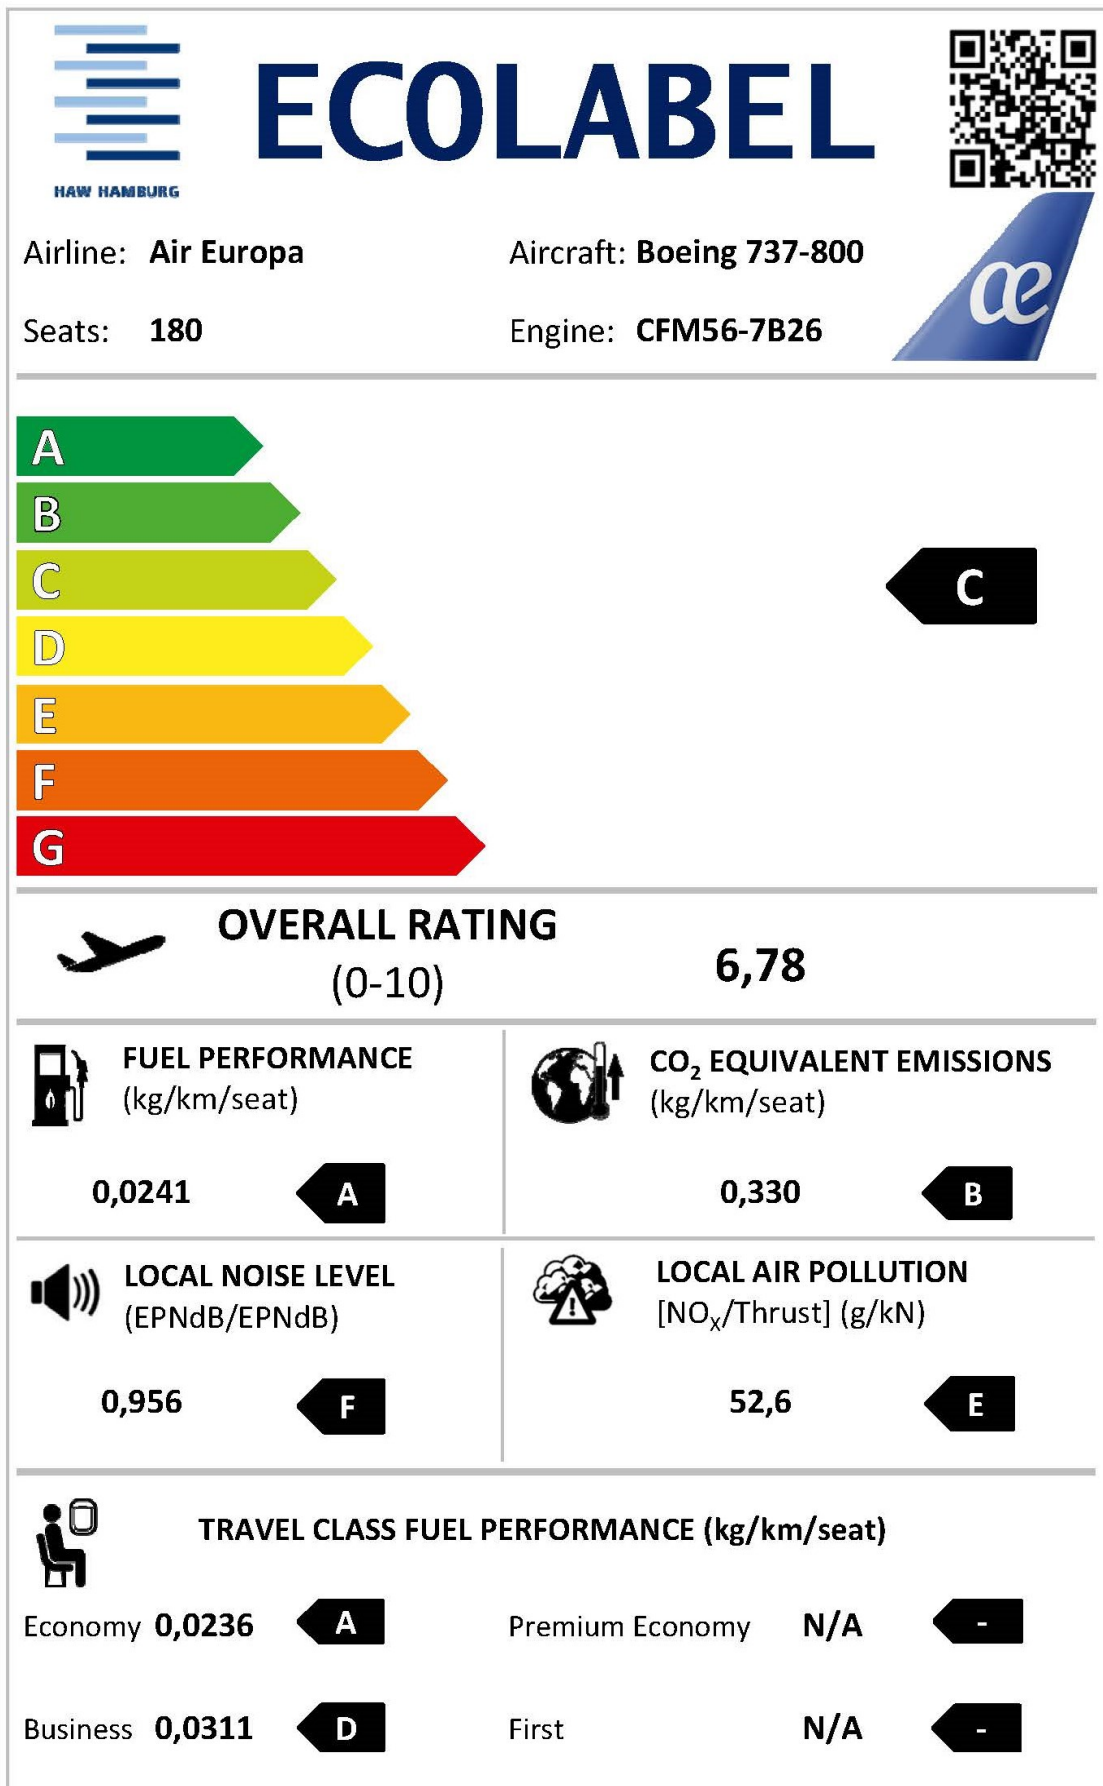 HAW HAMBURG
ECOLABEL
Airline: Air Europa
Aircraft: Boeing 737-800
Seats: 180
Engine: CFM56-7B26
æ
A
B
C
C
D
E
F
G
OVERALL RATING
(0-10)
6,78
FUEL PERFORMANCE
(kg/km/seat)
0,0241 A
CO₂ EQUIVALENT EMISSIONS
(kg/km/seat)
0,330 B
LOCAL NOISE LEVEL
(EPNdB/EPNdB)
0,956 F
LOCAL AIR POLLUTION
[NOₓ/Thrust] (g/kN)
52,6 E
TRAVEL CLASS FUEL PERFORMANCE (kg/km/seat)
Economy 0,0236 A
Premium Economy N/A -
Business 0,0311 D
First N/A -